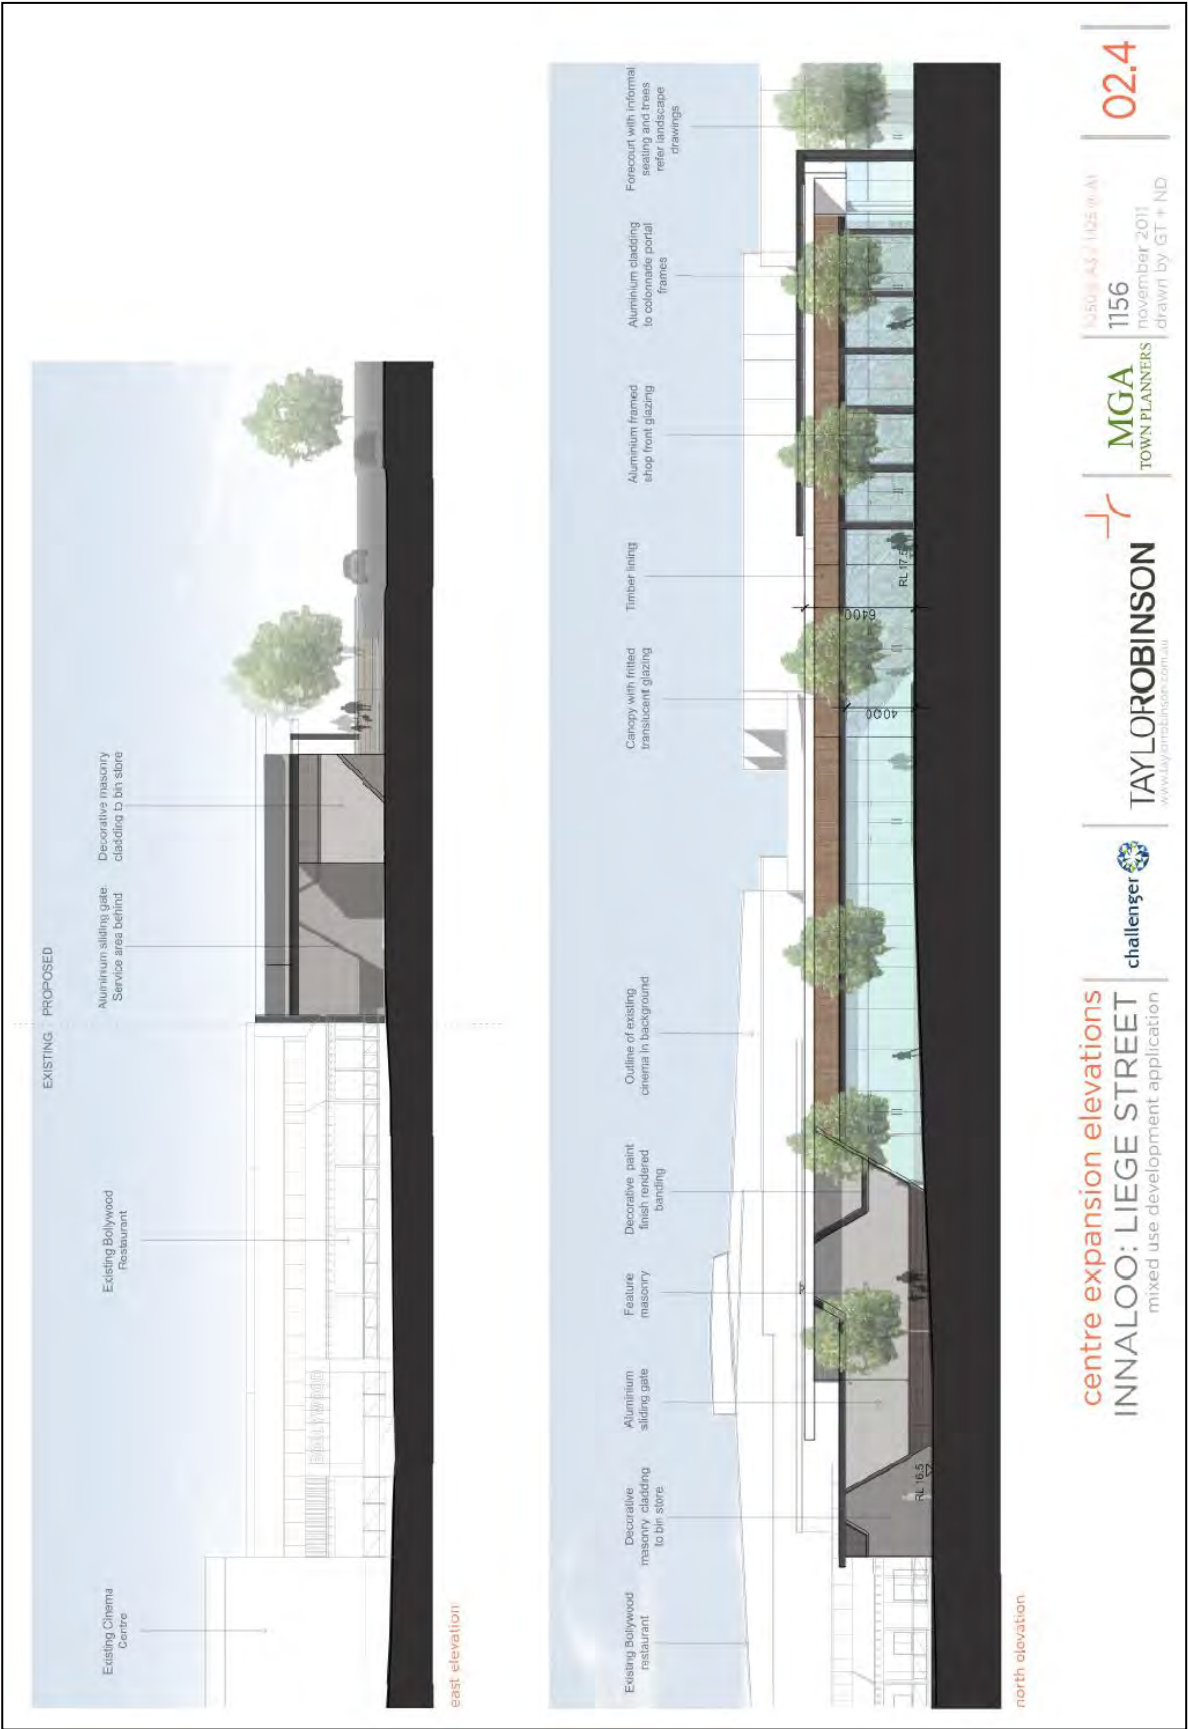 EXISTING
PROPOSED
Existing Cinema
Centre
Existing Bollywood
Restaurant
Aluminium sliding gate.
Service area behind
Decorative masonry
cladding to bin store
BOLLYWOOD
east elevation
Existing Bollywood
restaurant
Decorative
masonry cladding
to bin store
Aluminium
sliding gate
Feature
masonry
Decorative paint
finish rendered
banding
Outline of existing
cinema in background
Canopy with fritted
translucent glazing
Timber lining
Aluminium framed
shop front glazing
Aluminium cladding
to colonnade portal
frames
Forecourt with informal
seating and trees
refer landscape
drawings
RL 16.5
4000
6400
RL 17.5
north elevation
centre expansion elevations
INNALOO: LIEGE STREET
mixed use development application
challenger
TAYLOROBINSON
www.taylorrobinson.com.au
MGA
TOWN PLANNERS
1156
november 2011
drawn by GT + ND
02.4